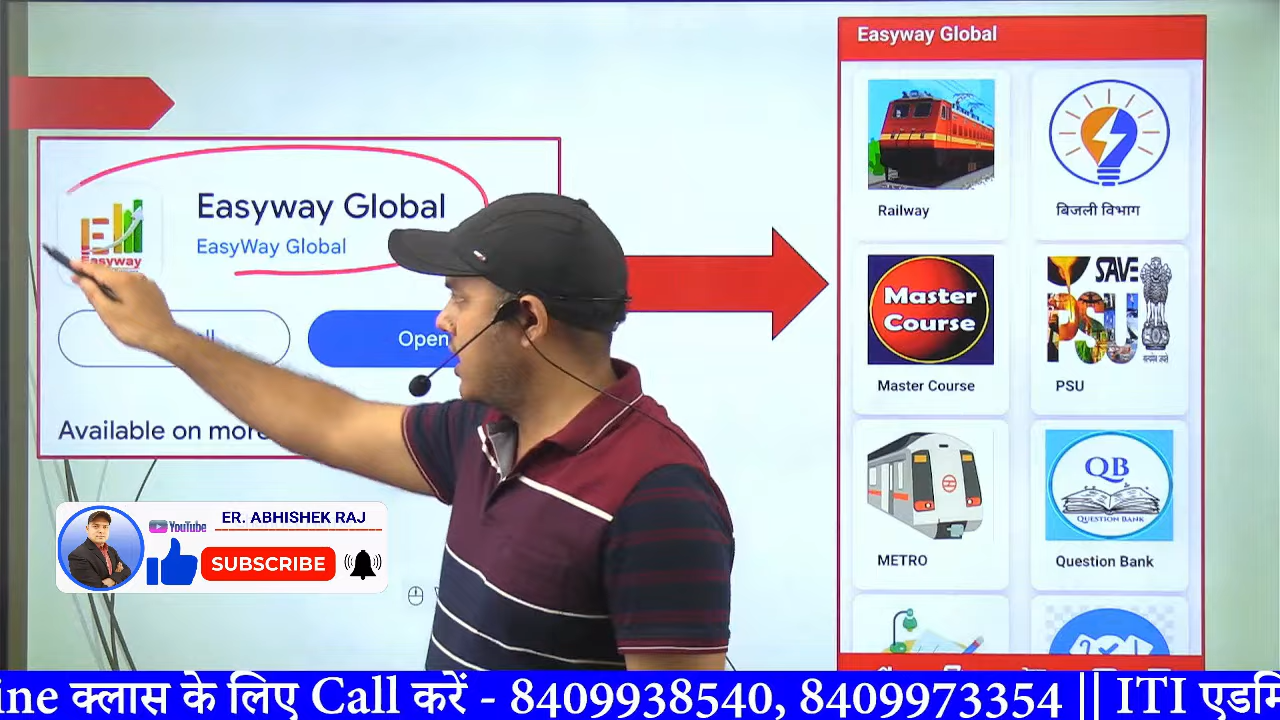 Easyway Global
Railway
बिजली विभाग
Master
Course
SAVE
PSU
Master Course
PSU
METRO
QB
QUESTION BANK
Question Bank
Easyway Global
EasyWay Global
Easyway
Open
Available on more
YouTube
ER. ABHISHEK RAJ
SUBSCRIBE
ine क्लास के लिए Call करें - 8409938540, 8409973354 || ITI एडमि